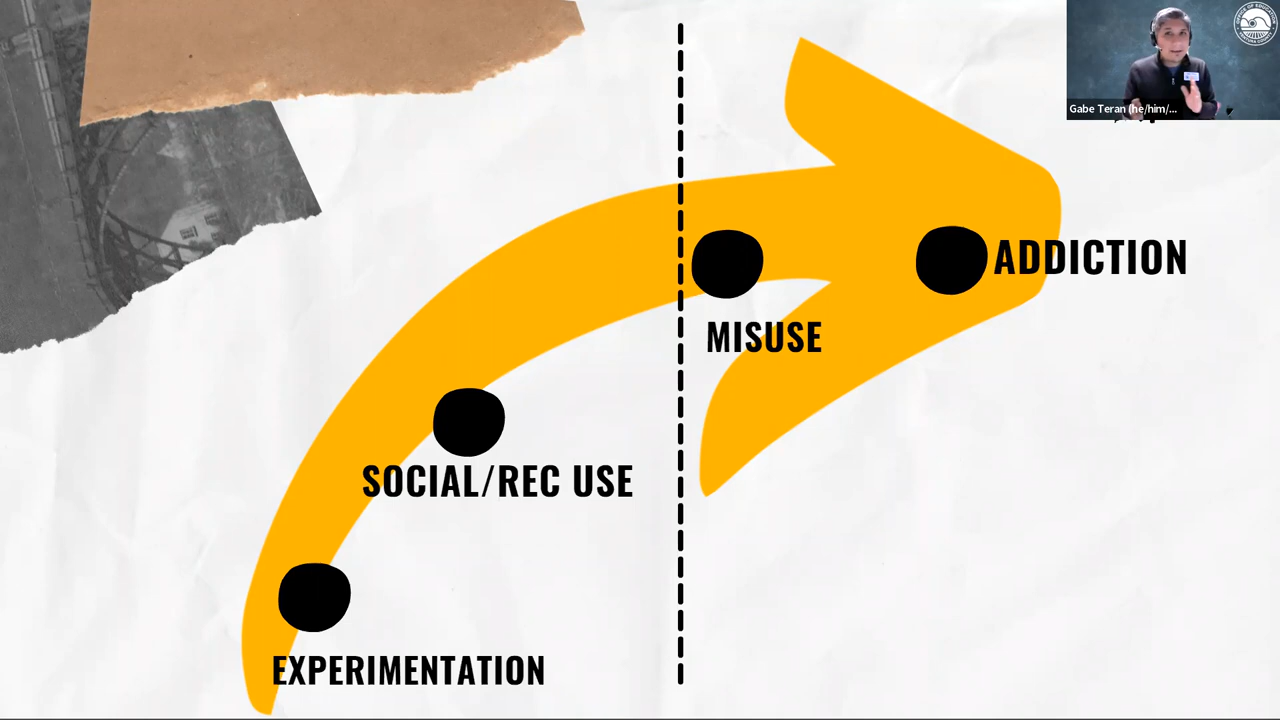 Gabe Teran (he/him/...
ADDICTION
MISUSE
SOCIAL/REC USE
EXPERIMENTATION